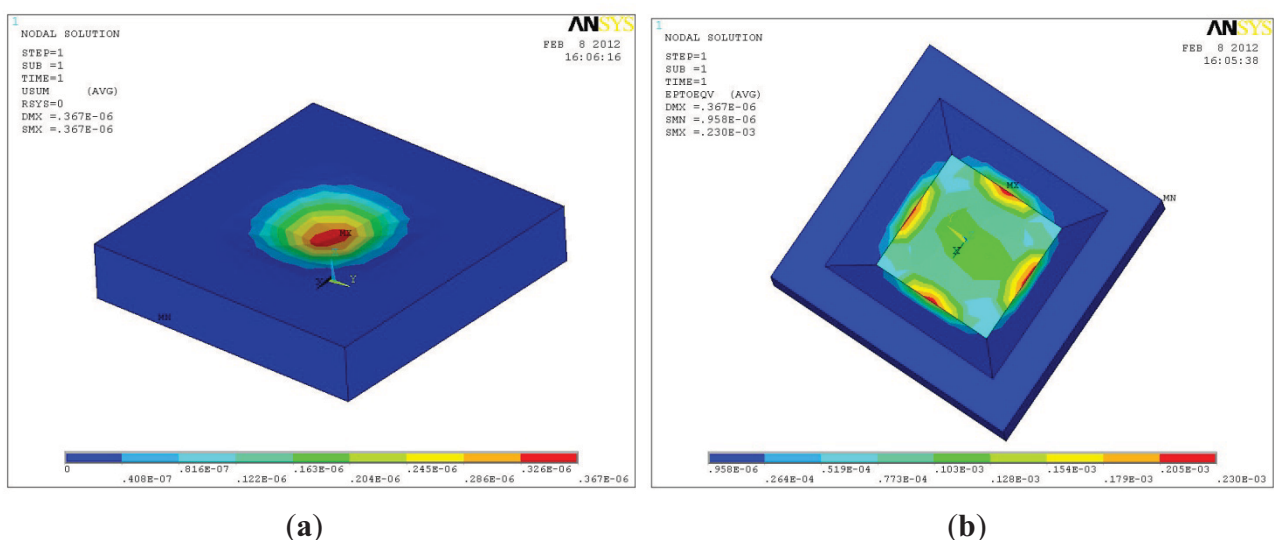 1
NODAL SOLUTION
STEP=1
SUB =1
TIME=1
USUM (AVG)
RSYS=0
DMX =.367E-06
SMX =.367E-06
ANSYS
FEB 8 2012
16:06:16
MX
X Y
MN
0 .816E-07 .163E-06 .245E-06 .326E-06
.408E-07 .122E-06 .204E-06 .286E-06 .367E-06
(a)
1
NODAL SOLUTION
STEP=1
SUB =1
TIME=1
EPTOEQV (AVG)
DMX =.367E-06
SMN =.958E-06
SMX =.230E-03
ANSYS
FEB 8 2012
16:05:38
MX
MN
.958E-06 .519E-04 .103E-03 .154E-03 .205E-03
.264E-04 .773E-04 .128E-03 .179E-03 .230E-03
(b)